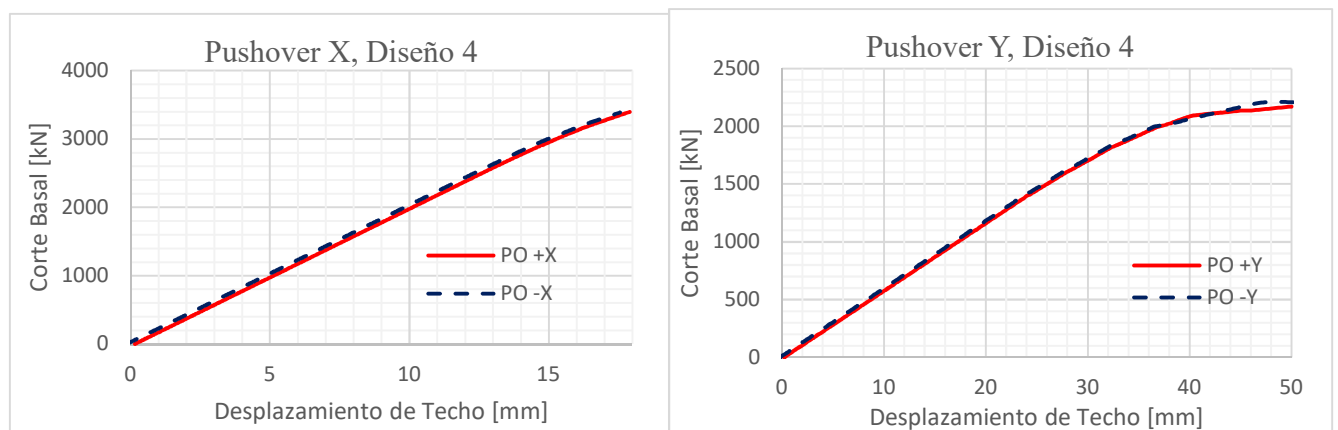 Pushover X, Diseño 4
4000
3000
2000
1000
0
0 5 10 15
Corte Basal [kN]
Desplazamiento de Techo [mm]
PO +X
PO -X
Pushover Y, Diseño 4
2500
2000
1500
1000
500
0
0 10 20 30 40 50
Corte Basal [kN]
Desplazamiento de Techo [mm]
PO +Y
PO -Y